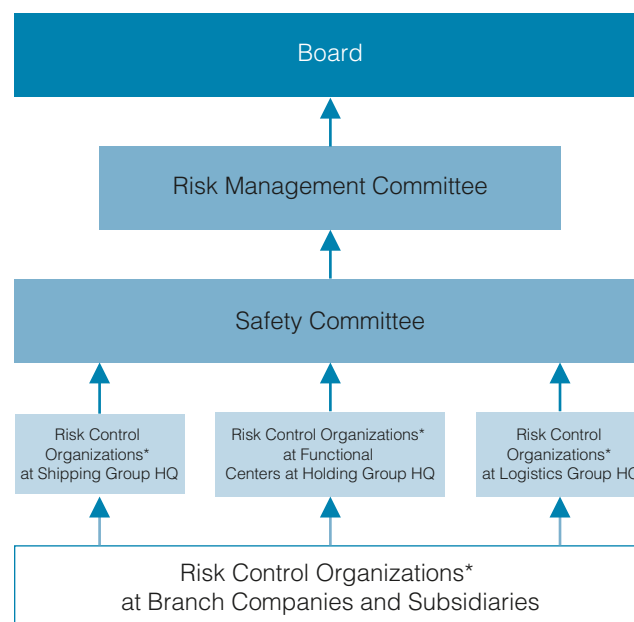 Board
Risk Management Committee
Safety Committee
Risk Control
Organizations*
at Shipping Group HQ
Risk Control Organizations*
at Functional
Centers at Holding Group HQ
Risk Control
Organizations*
at Logistics Group HQ
Risk Control Organizations*
at Branch Companies and Subsidiaries